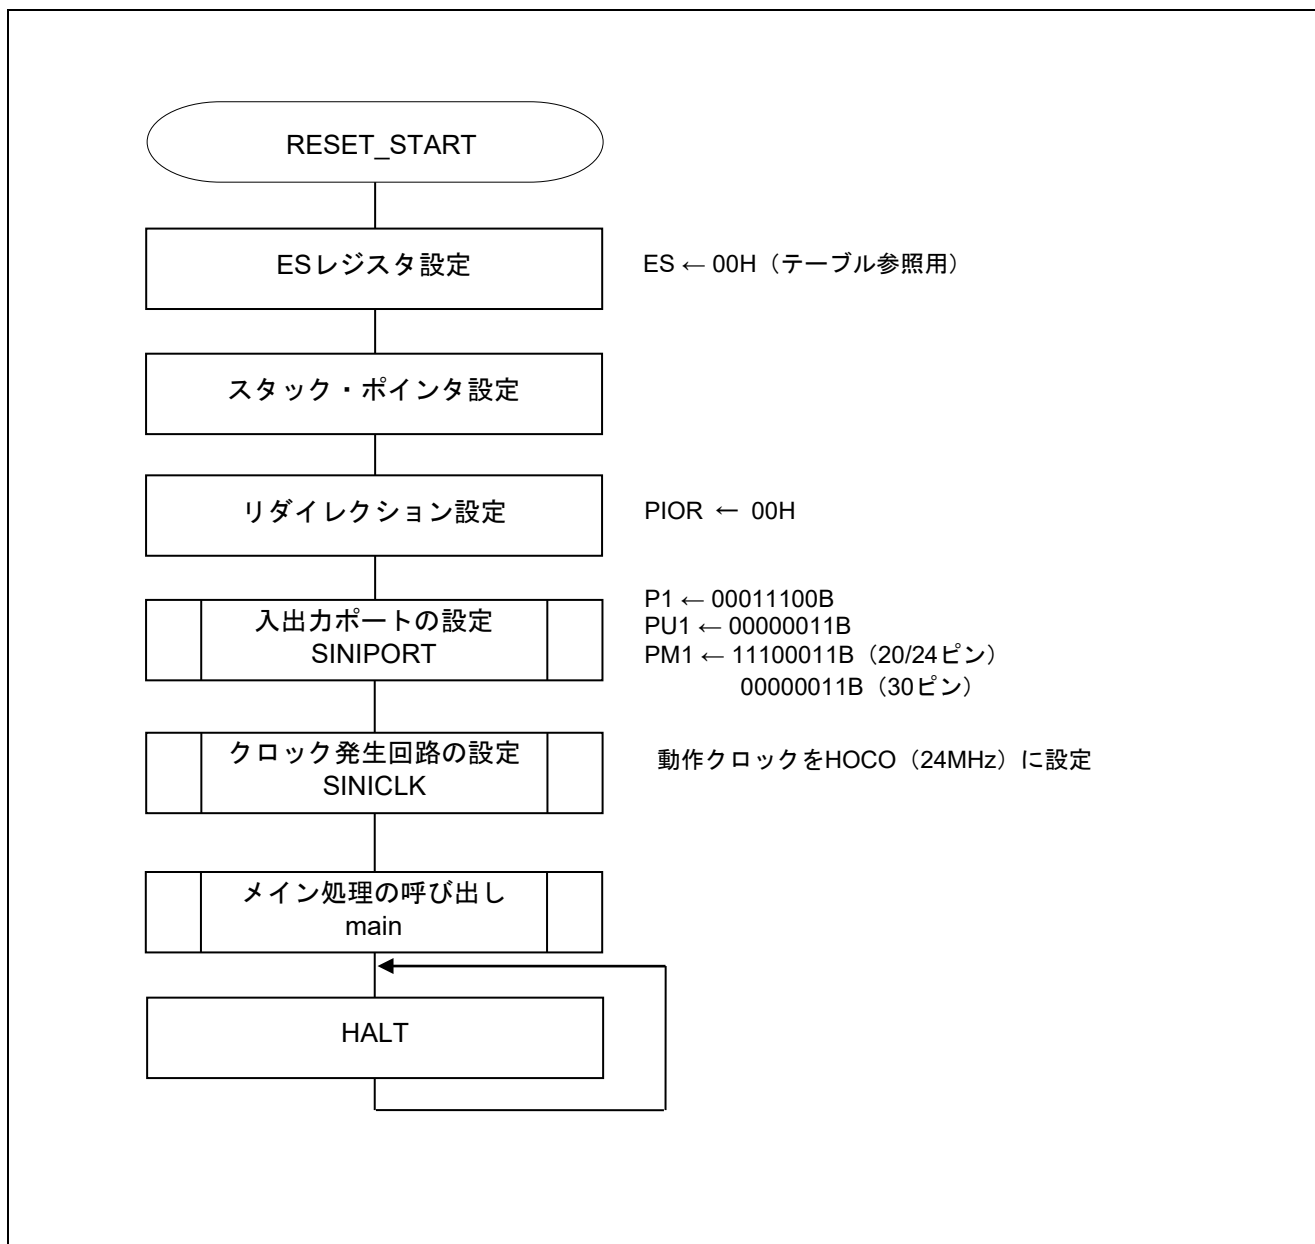 RESET_START
ESレジスタ設定
ES ← 00H（テーブル参照用）
スタック・ポインタ設定
リダイレクション設定
PIOR ← 00H
入出力ポートの設定
SINIPORT
P1 ← 00011100B
PU1 ← 00000011B
PM1 ← 11100011B（20/24ピン）
00000011B（30ピン）
クロック発生回路の設定
SINICLK
動作クロックをHOCO（24MHz）に設定
メイン処理の呼び出し
main
HALT